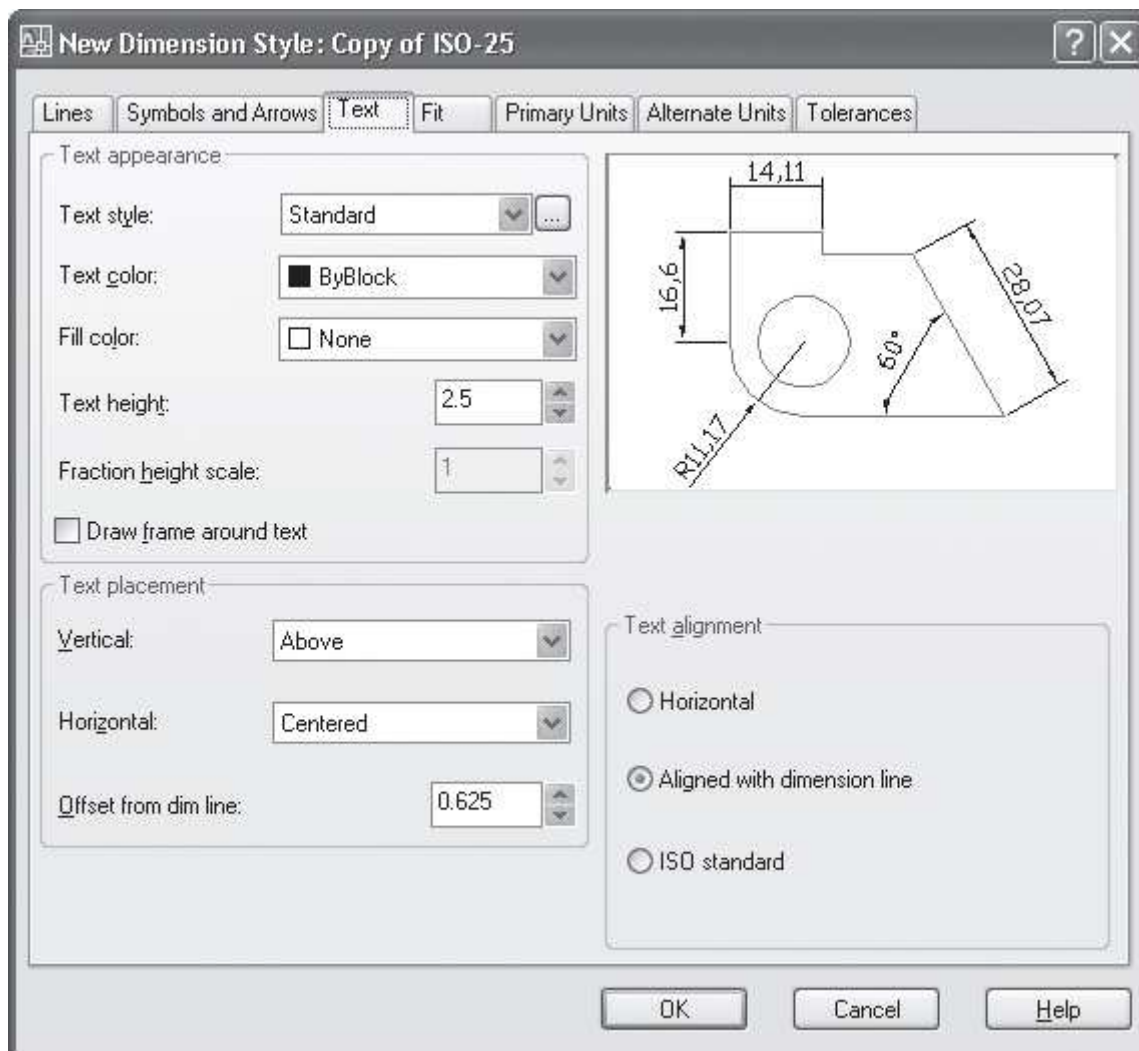 New Dimension Style: Copy of ISO-25
Lines Symbols and Arrows Text Fit Primary Units Alternate Units Tolerances
Text appearance
Text style: Standard ...
Text color: ByBlock
Fill color: None
Text height: 2.5
Fraction height scale: 1
Draw frame around text
14,11
16,6
28,07
60°
R11,17
Text placement
Vertical: Above
Horizontal: Centered
Offset from dim line: 0.625
Text alignment
Horizontal
Aligned with dimension line
ISO standard
OK Cancel Help